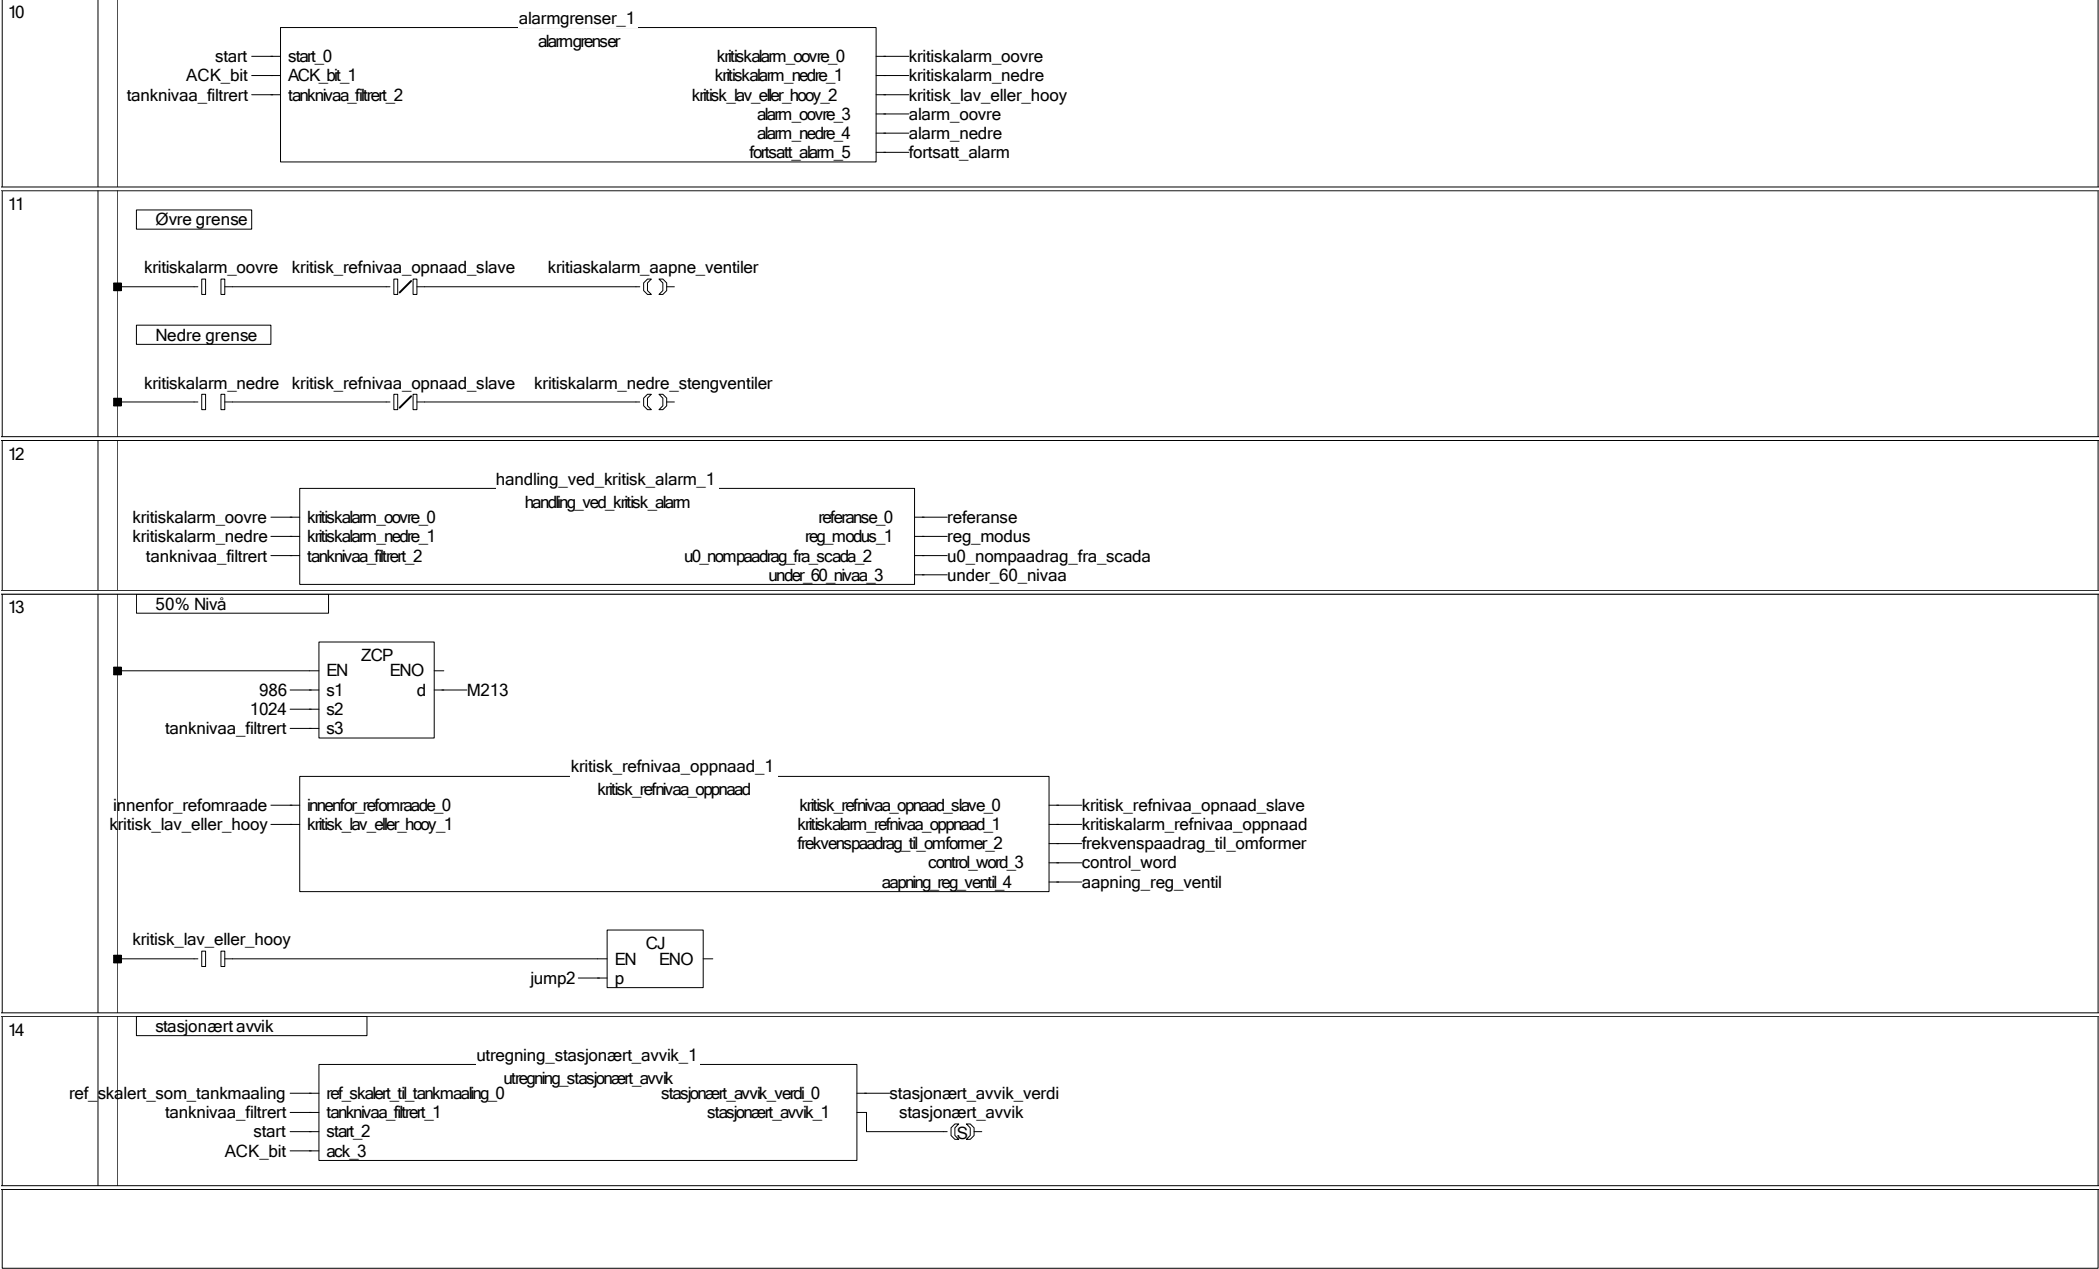 10
alarmgrenser_1
alarmgrenser
start start_0 kritiskalarm_oovre_0 kritiskalarm_oovre
ACK_bit ACK_bit_1 kritiskalarm_nedre_1 kritiskalarm_nedre
tanknivaa_filtrert tanknivaa_filtrert_2 kritisk_lav_eller_hooy_2 kritisk_lav_eller_hooy
alarm_oovre_3 alarm_oovre
alarm_nedre_4 alarm_nedre
fortsatt_alarm_5 fortsatt_alarm
11
Øvre grense
kritiskalarm_oovre kritisk_refnivaa_opnaad_slave kritiaskalarm_aapne_ventiler
Nedre grense
kritiskalarm_nedre kritisk_refnivaa_opnaad_slave kritiskalarm_nedre_stengventiler
12
handling_ved_kritisk_alarm_1
handling_ved_kritisk_alarm
kritiskalarm_oovre kritiskalarm_oovre_0 referanse_0 referanse
kritiskalarm_nedre kritiskalarm_nedre_1 reg_modus_1 reg_modus
tanknivaa_filtrert tanknivaa_filtrert_2 u0_nompaadrag_fra_scada_2 u0_nompaadrag_fra_scada
under_60_nivaa_3 under_60_nivaa
13
50% Nivå
ZCP
EN ENO
986 s1 d M213
1024 s2
tanknivaa_filtrert s3
kritisk_refnivaa_oppnaad_1
kritisk_refnivaa_oppnaad
innenfor_refomraade innenfor_refomraade_0 kritisk_refnivaa_opnaad_slave_0 kritisk_refnivaa_opnaad_slave
kritisk_lav_eller_hooy kritisk_lav_eller_hooy_1 kritiskalarm_refnivaa_oppnaad_1 kritiskalarm_refnivaa_oppnaad
frekvenspaadrag_til_omformer_2 frekvenspaadrag_til_omformer
control_word_3 control_word
aapning_reg_ventil_4 aapning_reg_ventil
kritisk_lav_eller_hooy
CJ
EN ENO
jump2 p
14
stasjonært avvik
utregning_stasjonært_avvik_1
utregning_stasjonært_avvik
ref_skalert_som_tankmaaling ref_skalert_til_tankmaaling_0 stasjonært_avvik_verdi_0 stasjonært_avvik_verdi
tanknivaa_filtrert tanknivaa_filtrert_1 stasjonært_avvik_1 stasjonært_avvik
start start_2 S
ACK_bit ack_3